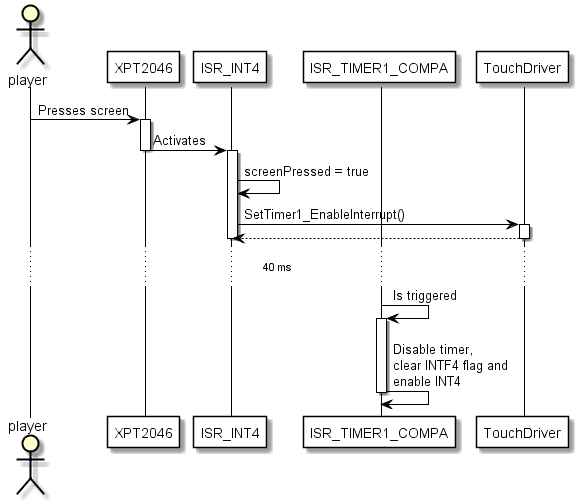 player
XPT2046
ISR_INT4
ISR_TIMER1_COMPA
TouchDriver
Presses screen
Activates
screenPressed = true
SetTimer1_EnableInterrupt()
40 ms
Is triggered
Disable timer,
clear INTF4 flag and
enable INT4
player
XPT2046
ISR_INT4
ISR_TIMER1_COMPA
TouchDriver